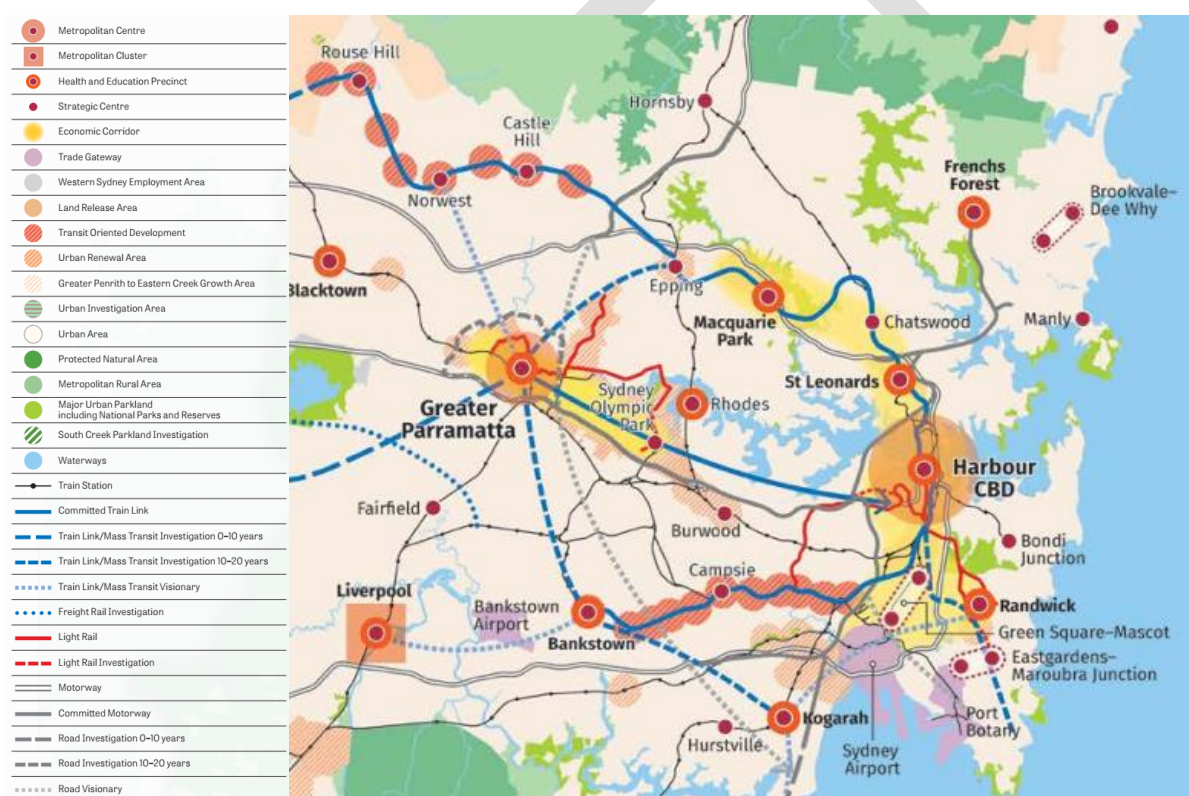 Metropolitan Centre
Metropolitan Cluster
Health and Education Precinct
Strategic Centre
Economic Corridor
Trade Gateway
Western Sydney Employment Area
Land Release Area
Transit Oriented Development
Urban Renewal Area
Greater Penrith to Eastern Creek Growth Area
Urban Investigation Area
Urban Area
Protected Natural Area
Metropolitan Rural Area
Major Urban Parkland
including National Parks and Reserves
South Creek Parkland Investigation
Waterways
Train Station
Committed Train Link
Train Link/Mass Transit Investigation 0–10 years
Train Link/Mass Transit Investigation 10–20 years
Train Link/Mass Transit Visionary
Freight Rail Investigation
Light Rail
Light Rail Investigation
Motorway
Committed Motorway
Road Investigation 0–10 years
Road Investigation 10–20 years
Road Visionary
Rouse Hill
Hornsby
Castle
Hill
Norwest
Frenchs
Forest
Brookvale–
Dee Why
Blacktown
Epping
Macquarie
Park
Chatswood
Manly
St Leonards
Greater
Parramatta
Sydney
Olympic
Park
Rhodes
Harbour
CBD
Fairfield
Burwood
Bondi
Junction
Liverpool
Bankstown
Airport
Campsie
Bankstown
Randwick
Green Square–Mascot
Eastgardens–
Maroubra Junction
Kogarah
Hurstville
Sydney
Airport
Port
Botany